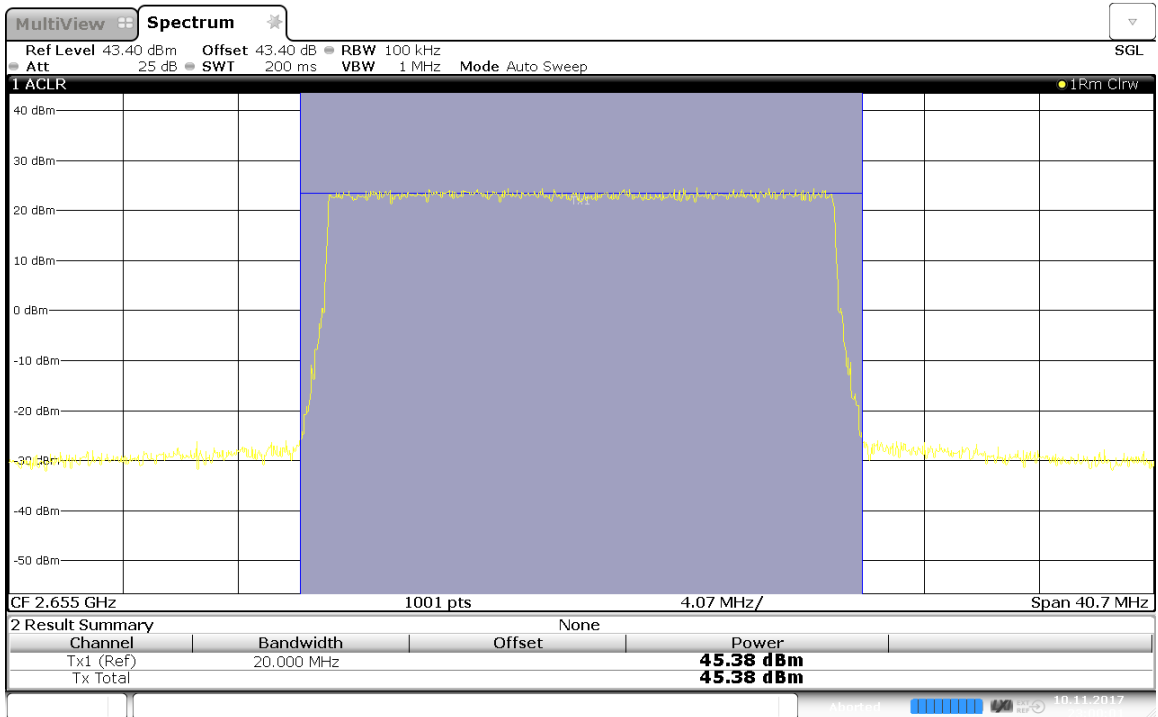 MultiView Spectrum
Ref Level 43.40 dBm Offset 43.40 dB RBW 100 kHz SGL
Att 25 dB SWT 200 ms VBW 1 MHz Mode Auto Sweep
1 ACLR 1Rm Clrw
40 dBm
30 dBm
20 dBm
10 dBm
0 dBm
-10 dBm
-20 dBm
-30 dBm
-40 dBm
-50 dBm
CF 2.655 GHz 1001 pts 4.07 MHz/ Span 40.7 MHz
2 Result Summary None
Channel Bandwidth Offset Power
Tx1 (Ref) 20.000 MHz 45.38 dBm
Tx Total 45.38 dBm
Aborted LXI EXT REF 10.11.2017